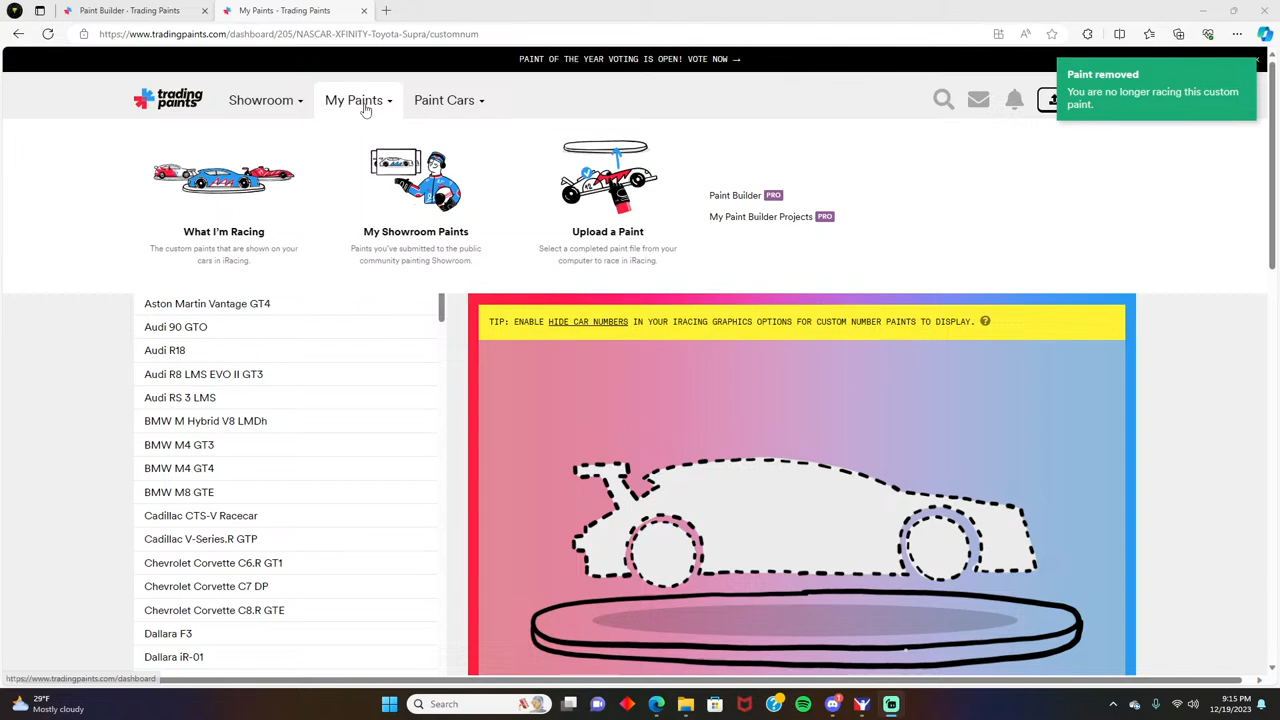 Paint Builder - Trading Paints
My Paints - Trading Paints
https://www.tradingpaints.com/dashboard/205/NASCAR-XFINITY-Toyota-Supra/customnum
PAINT OF THE YEAR VOTING IS OPEN! VOTE NOW →
trading paints
Showroom
My Paints
Paint Cars
Paint removed
You are no longer racing this custom
paint.
What I'm Racing
The custom paints that are shown on your
cars in iRacing.
My Showroom Paints
Paints you've submitted to the public
community painting Showroom.
Upload a Paint
Select a completed paint file from your
computer to race in iRacing.
Paint Builder PRO
My Paint Builder Projects PRO
Aston Martin Vantage GT4
Audi 90 GTO
Audi R18
Audi R8 LMS EVO II GT3
Audi RS 3 LMS
BMW M Hybrid V8 LMDh
BMW M4 GT3
BMW M4 GT4
BMW M8 GTE
Cadillac CTS-V Racecar
Cadillac V-Series.R GTP
Chevrolet Corvette C6.R GT1
Chevrolet Corvette C7 DP
Chevrolet Corvette C8.R GTE
Dallara F3
Dallara iR-01
TIP: ENABLE HIDE CAR NUMBERS IN YOUR IRACING GRAPHICS OPTIONS FOR CUSTOM NUMBER PAINTS TO DISPLAY. ?
https://www.tradingpaints.com/dashboard
29°F
Mostly cloudy
Search
9:15 PM
12/19/2023